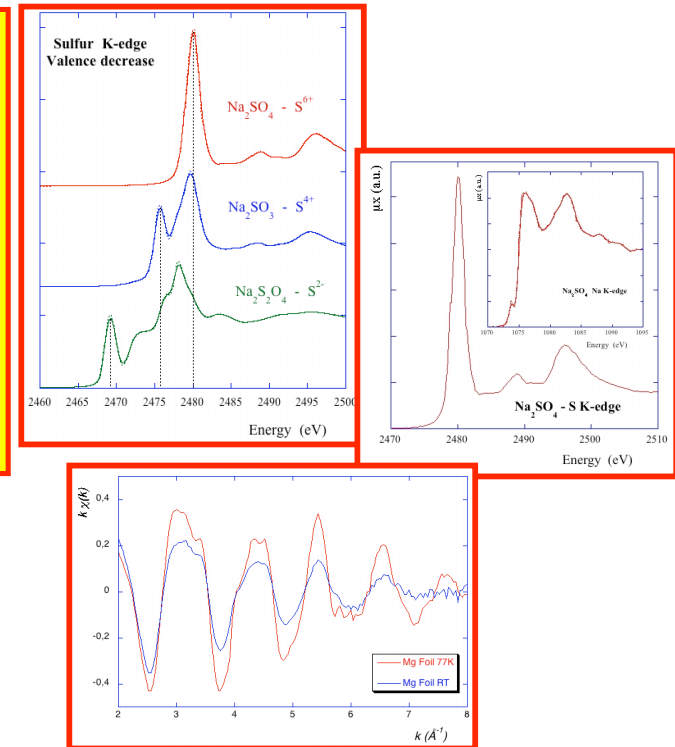 Sulfur K-edge
Valence decrease
Na₂SO₄ - S⁶⁺
Na₂SO₃ - S⁴⁺
Na₂S₂O₄ - S²⁻
2460 2465 2470 2475 2480 2485 2490 2495 2500
Energy (eV)
μx (a.u.)
μx (a.u.)
Na₂SO₄ Na K-edge
1070 1075 1080 1085 1090 1095
Energy (eV)
Na₂SO₄ - S K-edge
2470 2480 2490 2500 2510
Energy (eV)
k χ(k)
0,4
0,2
0
-0,2
-0,4
Mg Foil 77K
Mg Foil RT
2 3 4 5 6 7 8
k (Å⁻¹)